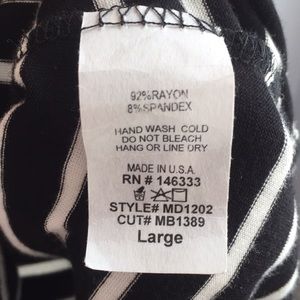 92%RAYON
8%SPANDEX
HAND WASH COLD
DO NOT BLEACH
HANG OR LINE DRY
MADE IN U.S.A.
RN # 146333
STYLE# MD1202
CUT# MB1389
Large